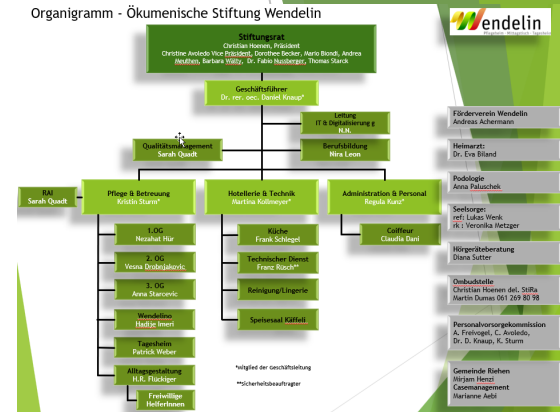 Organigramm - Ökumenische Stiftung Wendelin
Wendelin
Stiftungsrat
Christian Hoenen, Präsident
Christine Avoledo Vice Präsident, Dorothee Becker, Mario Biondi, Andrea
Meuthen, Barbara Wälty, Dr. Fabio Nussberger, Thomas Starck
Geschäftsführer
Dr. rer. oec. Daniel Knaup*
Leitung
IT & Digitalisierung g
N.N.
Qualitätsmanagement
Sarah Quadt
Berufsbildung
Nira Leon
RAI
Sarah Quadt
Pflege & Betreuung
Kristin Sturm*
Hotellerie & Technik
Martina Kollmeyer*
Administration & Personal
Regula Kunz*
1.OG
Nezahat Hür
2. OG
Vesna Drobnjakovic
3. OG
Anna Starcevic
Wendelino
Hadije Imeri
Tagesheim
Patrick Weber
Alltagsgestaltung
H.R. Flückiger
Freiwillige
HelferInnen
Küche
Frank Schlegel
Technischer Dienst
Franz Rüsch**
Reinigung/Lingerie
Speisesaal Käffeli
Coiffeur
Claudia Dani
*mitglied der Geschäftsleitung
**Sicherheitsbeauftragter
Förderverein Wendelin
Andreas Achermann
Heimarzt:
Dr. Eva Biland
Podologie
Anna Paluschek
Seelsorge:
ref: Lukas Wenk
rk : Veronika Metzger
Hörgeräteberatung
Diana Sutter
Ombudstelle
Christian Hoenen del. StiRa
Martin Dumas 061 269 80 98
Personalvorsorgekommission
A. Freivogel, C. Avoledo,
Dr. D. Knaup, K. Sturm
Gemeinde Riehen
Mirjam Henzi
Casemanagement
Marianne Aebi